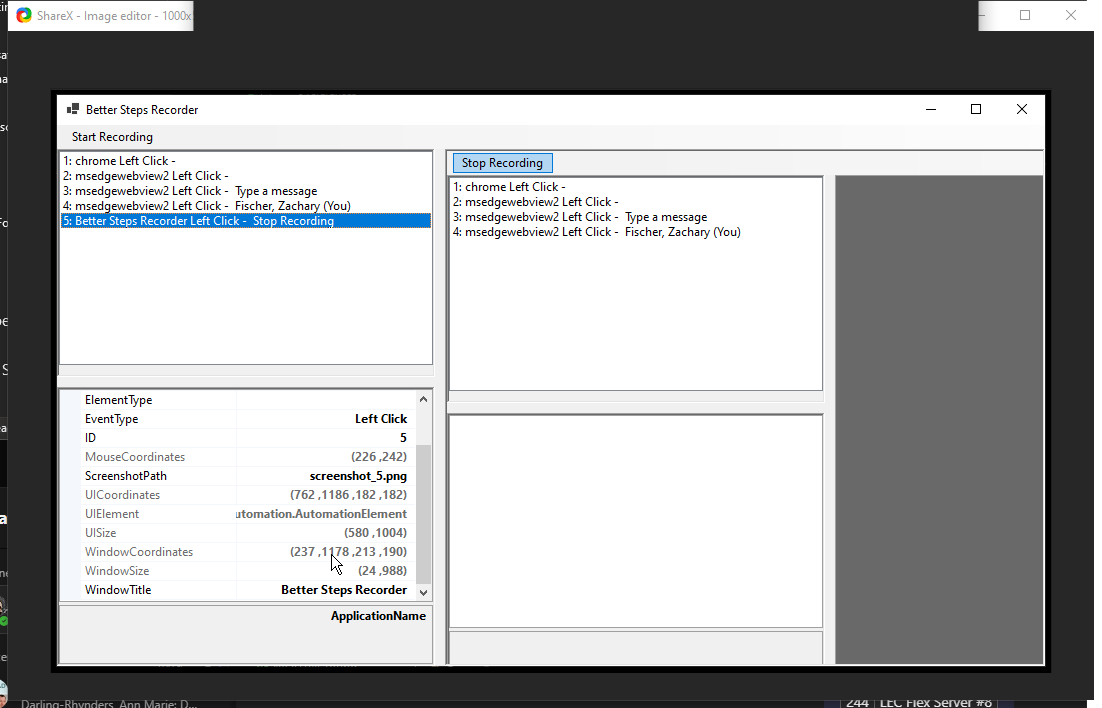 ShareX - Image editor - 1000x
Better Steps Recorder
Start Recording
1: chrome Left Click -
2: msedgewebview2 Left Click -
3: msedgewebview2 Left Click - Type a message
4: msedgewebview2 Left Click - Fischer, Zachary (You)
5: Better Steps Recorder Left Click - Stop Recording
ElementType
EventType Left Click
ID 5
MouseCoordinates (226 ,242)
ScreenshotPath screenshot_5.png
UICoordinates (762 ,1186 ,182 ,182)
UIElement utomation.AutomationElement
UISize (580 ,1004)
WindowCoordinates (237 ,1178 ,213 ,190)
WindowSize (24 ,988)
WindowTitle Better Steps Recorder
ApplicationName
Stop Recording
1: chrome Left Click -
2: msedgewebview2 Left Click -
3: msedgewebview2 Left Click - Type a message
4: msedgewebview2 Left Click - Fischer, Zachary (You)
Darling-Rhynders, Ann Marie: D...
244 LEC Flex Server #8